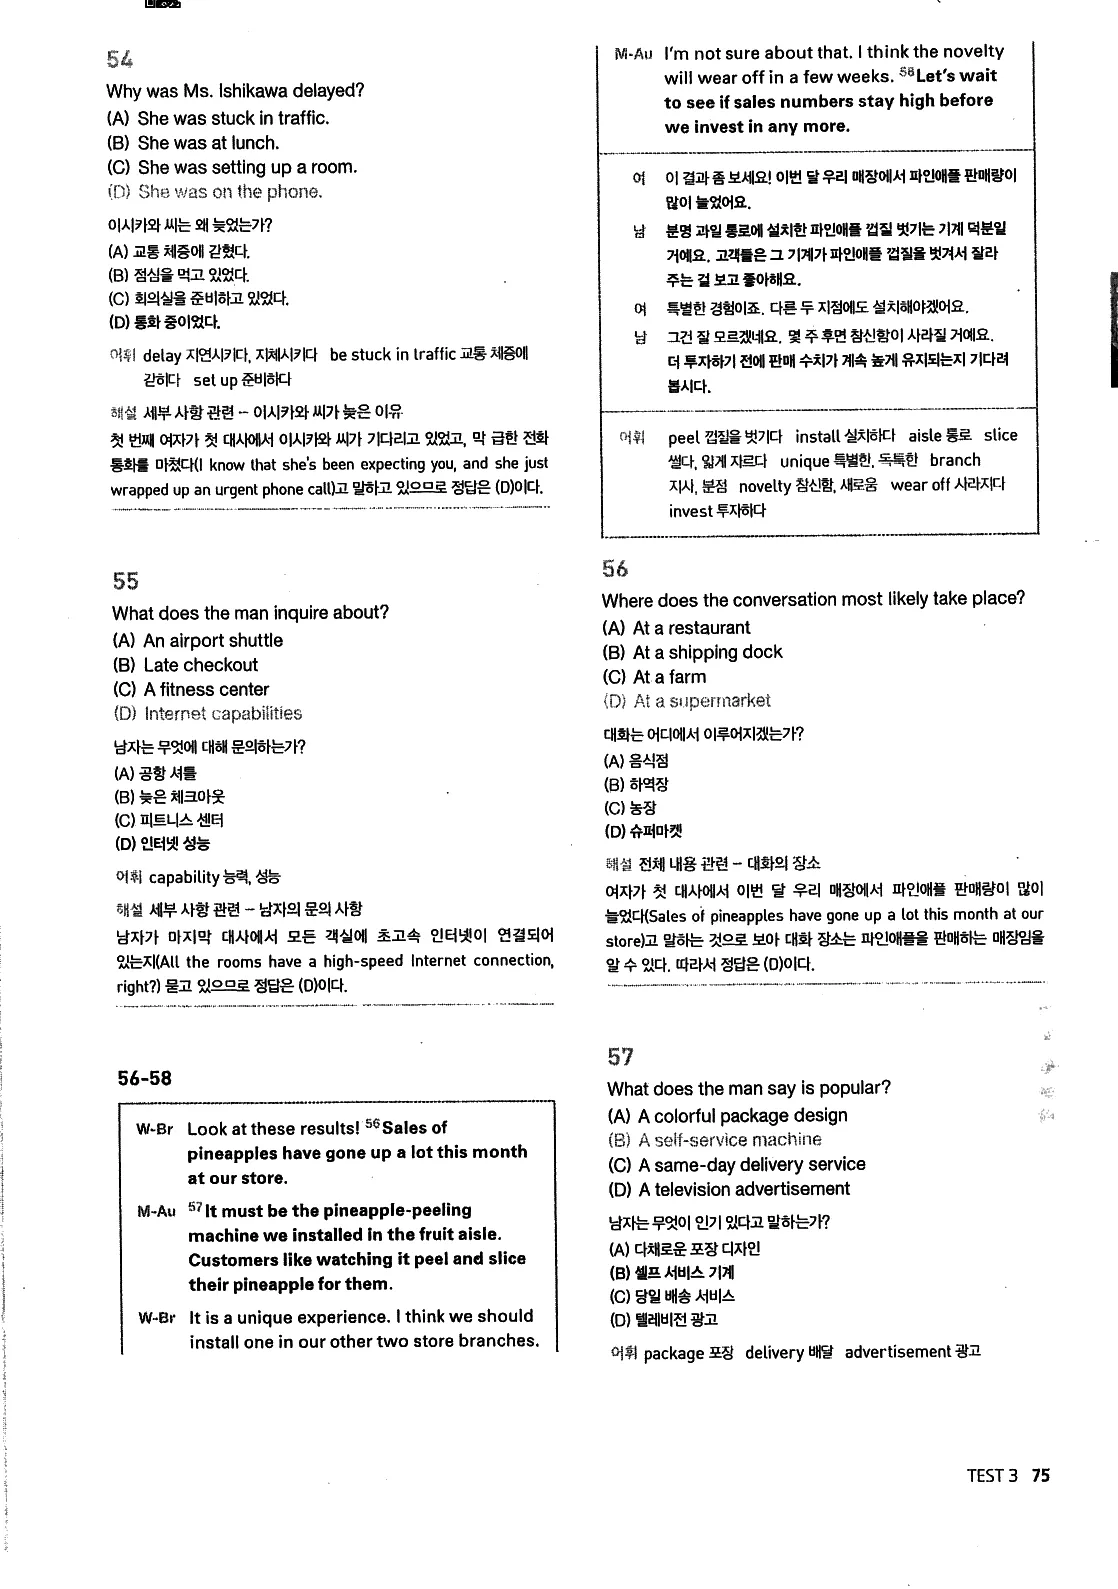 54
Why was Ms. Ishikawa delayed?
(A) She was stuck in traffic.
(B) She was at lunch.
(C) She was setting up a room.
(D) She was on the phone.
이시카와 씨는 왜 늦었는가?
(A) 교통 체증에 갇혔다.
(B) 점심을 먹고 있었다.
(C) 회의실을 준비하고 있었다.
(D) 통화 중이었다.
어휘 delay 지연시키다, 지체시키다 be stuck in traffic 교통 체증에
갇히다 set up 준비하다
해설 세부 사항 관련 – 이시카와 씨가 늦은 이유
첫 번째 여자가 첫 대사에서 이시카와 씨가 기다리고 있었고, 막 급한 전화
통화를 마쳤다(I know that she's been expecting you, and she just
wrapped up an urgent phone call)고 말하고 있으므로 정답은 (D)이다.
55
What does the man inquire about?
(A) An airport shuttle
(B) Late checkout
(C) A fitness center
(D) Internet capabilities
남자는 무엇에 대해 문의하는가?
(A) 공항 셔틀
(B) 늦은 체크아웃
(C) 피트니스 센터
(D) 인터넷 성능
어휘 capability 능력, 성능
해설 세부 사항 관련 – 남자의 문의 사항
남자가 마지막 대사에서 모든 객실에 초고속 인터넷이 연결되어
있는지(All the rooms have a high-speed Internet connection,
right?) 묻고 있으므로 정답은 (D)이다.
56-58
W-Br Look at these results! 56Sales of
pineapples have gone up a lot this month
at our store.
M-Au 57It must be the pineapple-peeling
machine we installed in the fruit aisle.
Customers like watching it peel and slice
their pineapple for them.
W-Br It is a unique experience. I think we should
install one in our other two store branches.
M-Au I'm not sure about that. I think the novelty
will wear off in a few weeks. 58Let's wait
to see if sales numbers stay high before
we invest in any more.
여 이 결과 좀 보세요! 이번 달 우리 매장에서 파인애플 판매량이
많이 늘었어요.
남 분명 과일 통로에 설치한 파인애플 껍질 벗기는 기계 덕분일
거예요. 고객들은 그 기계가 파인애플 껍질을 벗겨서 잘라
주는 걸 보고 좋아해요.
여 특별한 경험이죠. 다른 두 지점에도 설치해야겠어요.
남 그건 잘 모르겠네요. 몇 주 후면 참신함이 사라질 거예요.
더 투자하기 전에 판매 수치가 계속 높게 유지되는지 기다려
봅시다.
어휘 peel 껍질을 벗기다 install 설치하다 aisle 통로 slice
썰다, 얇게 자르다 unique 특별한, 독특한 branch
지사, 분점 novelty 참신함, 새로움 wear off 사라지다
invest 투자하다
56
Where does the conversation most likely take place?
(A) At a restaurant
(B) At a shipping dock
(C) At a farm
(D) At a supermarket
대화는 어디에서 이루어지겠는가?
(A) 음식점
(B) 하역장
(C) 농장
(D) 슈퍼마켓
해설 전체 내용 관련 – 대화의 장소
여자가 첫 대사에서 이번 달 우리 매장에서 파인애플 판매량이 많이
늘었다(Sales of pineapples have gone up a lot this month at our
store)고 말하는 것으로 보아 대화 장소는 파인애플을 판매하는 매장임을
알 수 있다. 따라서 정답은 (D)이다.
57
What does the man say is popular?
(A) A colorful package design
(B) A self-service machine
(C) A same-day delivery service
(D) A television advertisement
남자는 무엇이 인기 있다고 말하는가?
(A) 다채로운 포장 디자인
(B) 셀프 서비스 기계
(C) 당일 배송 서비스
(D) 텔레비전 광고
어휘 package 포장 delivery 배달 advertisement 광고
TEST 3 75